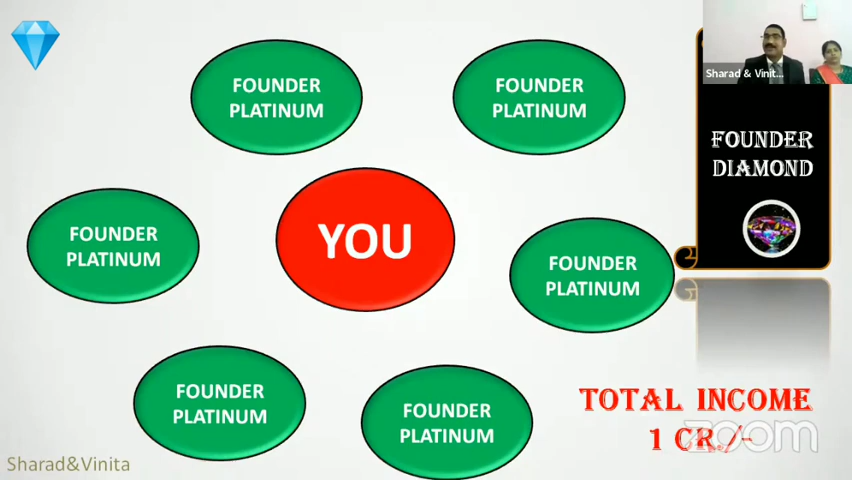 Sharad & Vinit...
FOUNDER
PLATINUM
FOUNDER
PLATINUM
FOUNDER
DIAMOND
FOUNDER
PLATINUM
YOU
FOUNDER
PLATINUM
FOUNDER
PLATINUM
FOUNDER
PLATINUM
TOTAL INCOME
1 CR./-
zoom
Sharad&Vinita